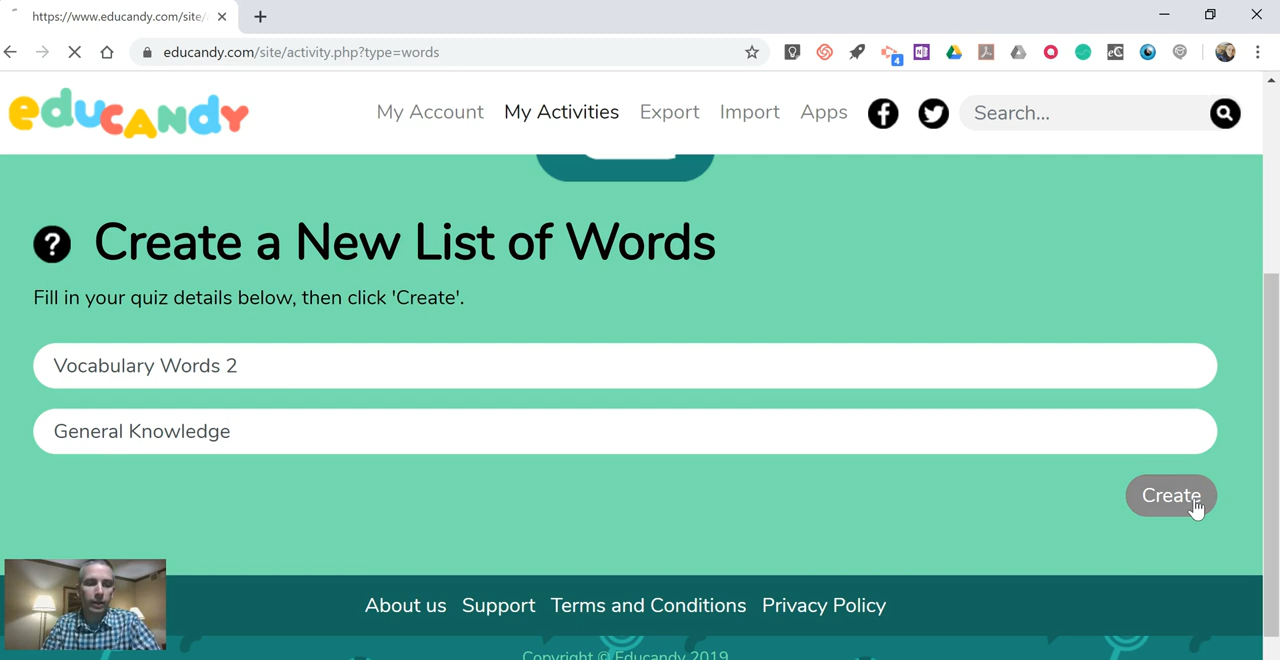 https://www.educandy.com/site/
educandy.com/site/activity.php?type=words
4
eC
educandy
My Account My Activities Export Import Apps Search...
? Create a New List of Words
Fill in your quiz details below, then click 'Create'.
Vocabulary Words 2
General Knowledge
Create
About us Support Terms and Conditions Privacy Policy
Copyright © Educandy 2019